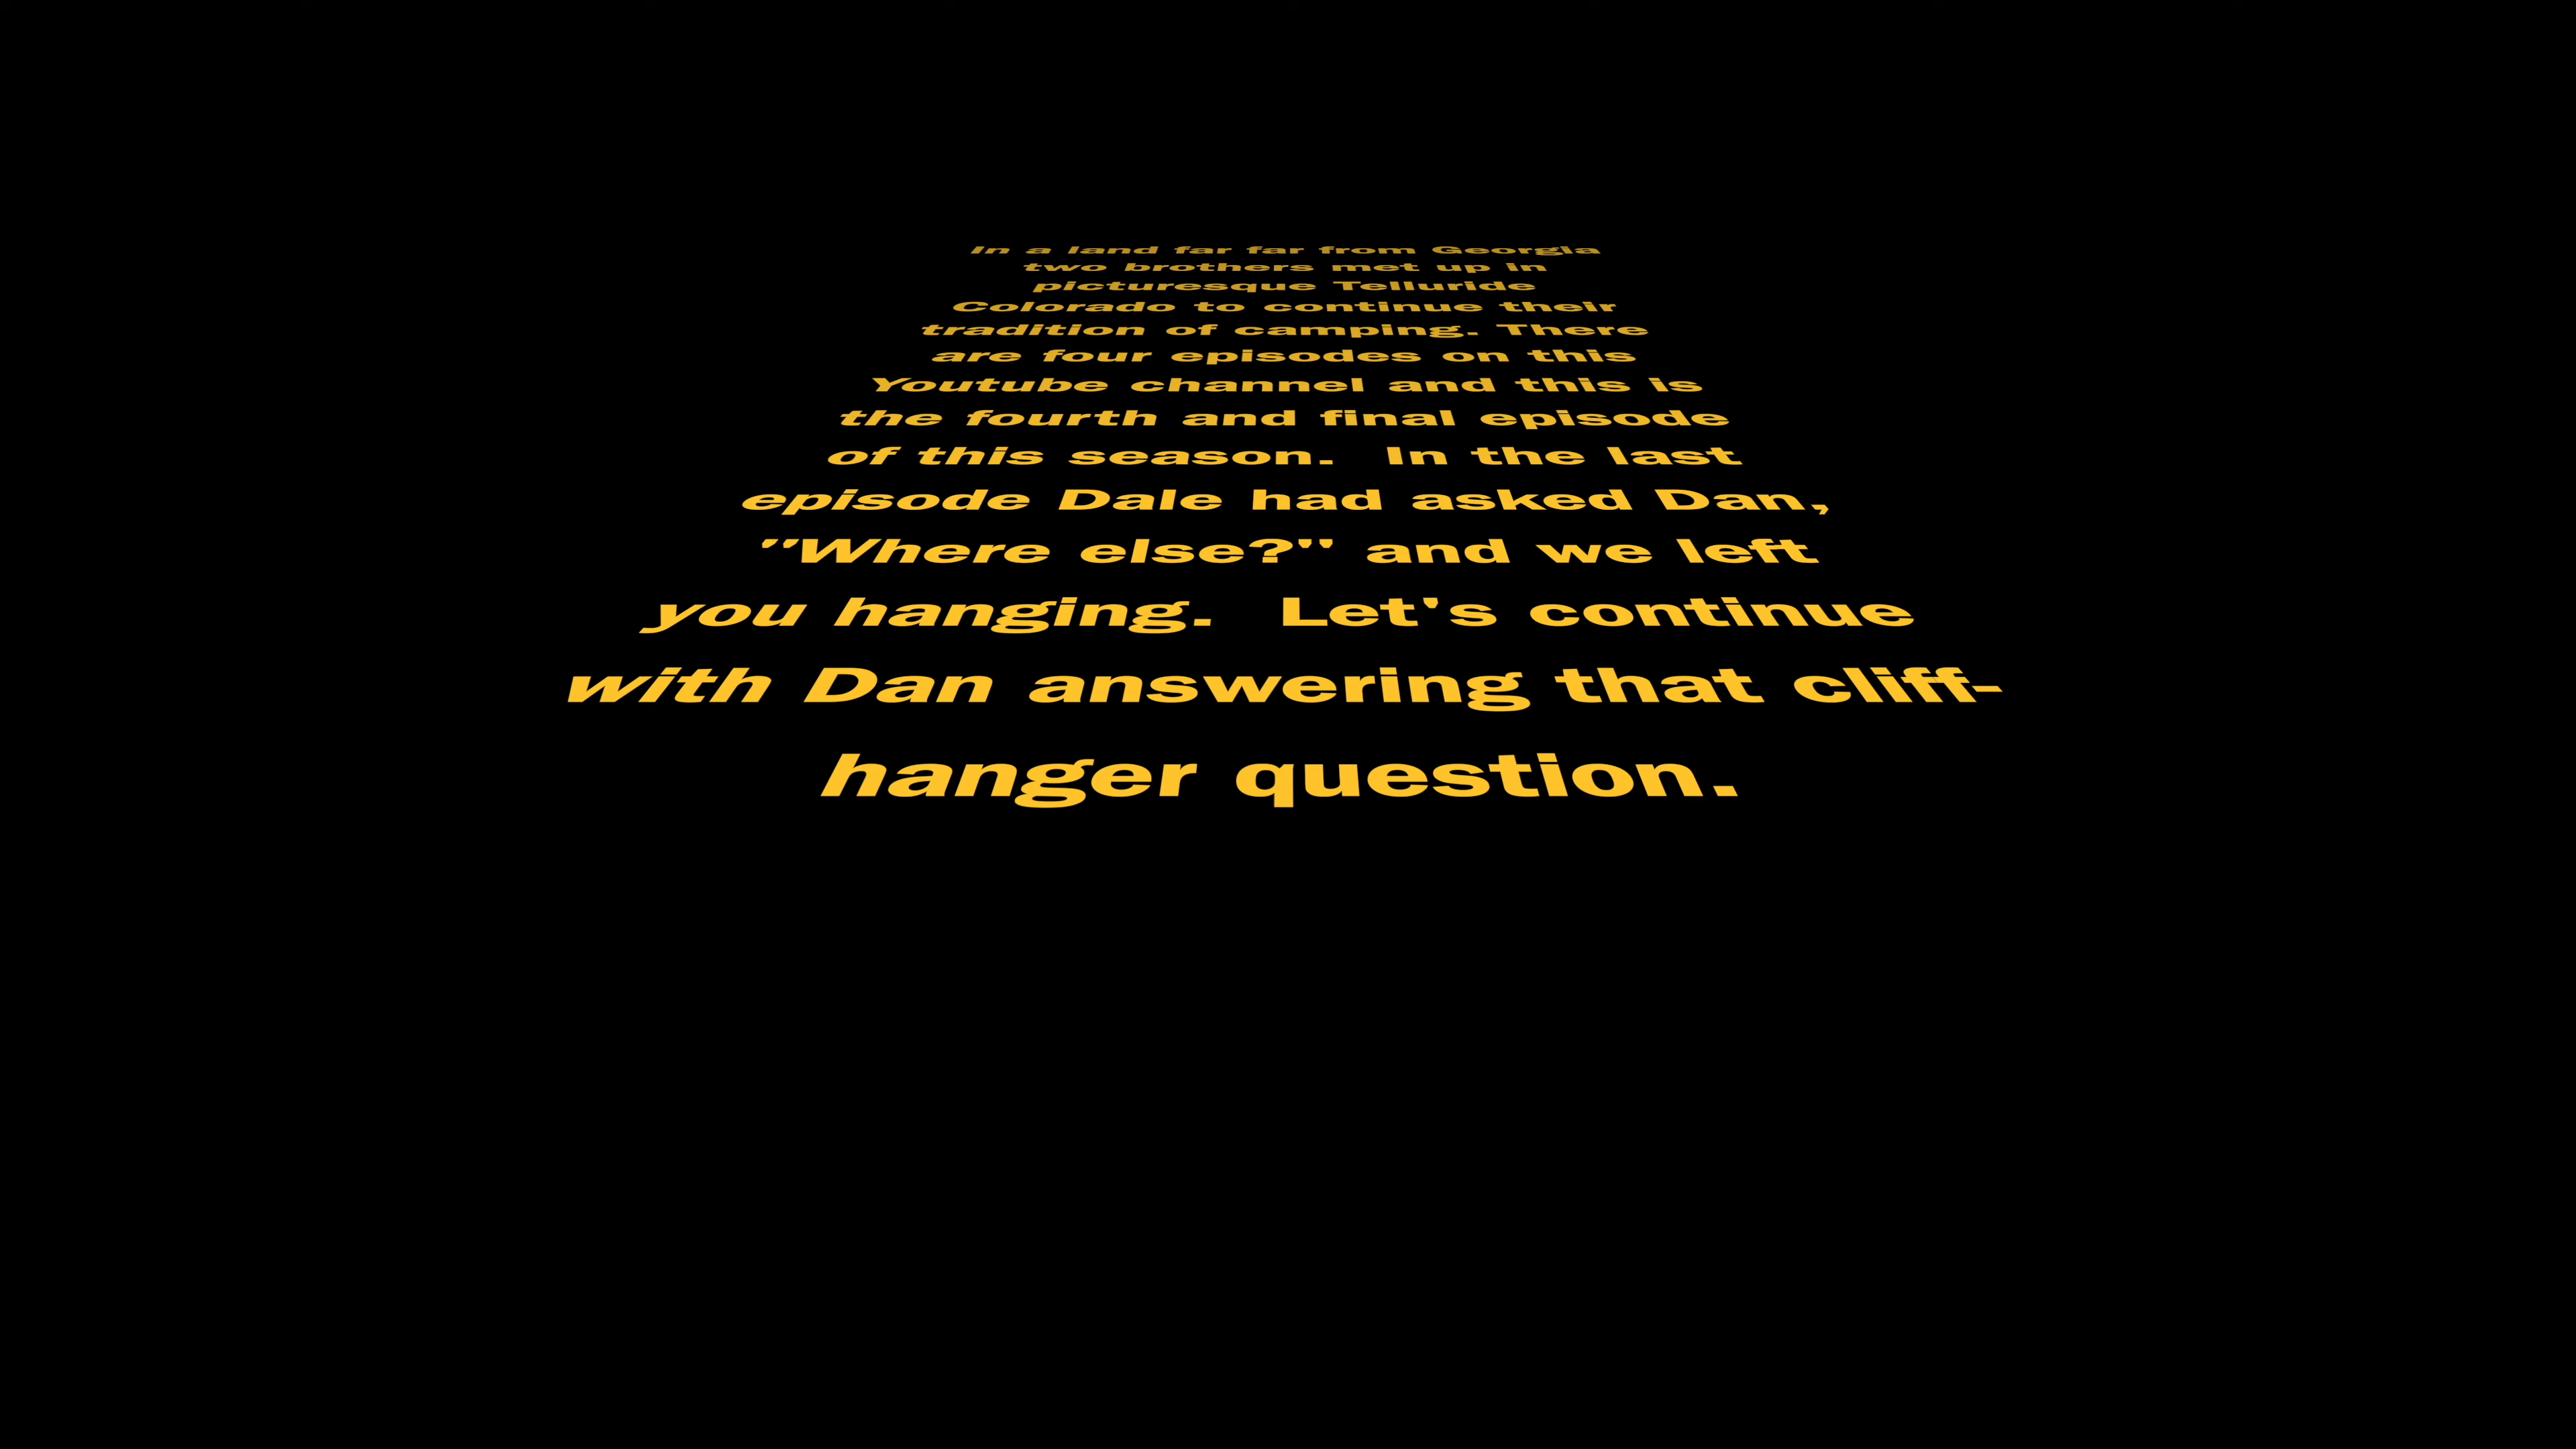 In a land far far from Georgia
two brothers met up in
picturesque Telluride
Colorado to continue their
tradition of camping. There
are four episodes on this
Youtube channel and this is
the fourth and final episode
of this season.  In the last
episode Dale had asked Dan,
"Where else?" and we left
you hanging.  Let's continue
with Dan answering that cliff-
hanger question.